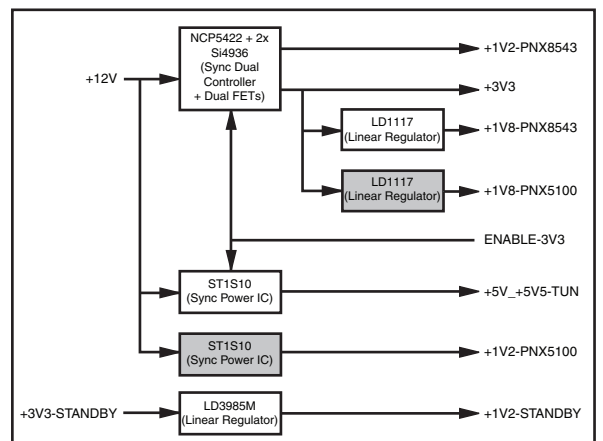 NCP5422 + 2x
Si4936
(Sync Dual
Controller
+ Dual FETs)
+12V
+1V2-PNX8543
+3V3
LD1117
(Linear Regulator)
+1V8-PNX8543
LD1117
(Linear Regulator)
+1V8-PNX5100
ENABLE-3V3
ST1S10
(Sync Power IC)
+5V_+5V5-TUN
ST1S10
(Sync Power IC)
+1V2-PNX5100
+3V3-STANDBY
LD3985M
(Linear Regulator)
+1V2-STANDBY